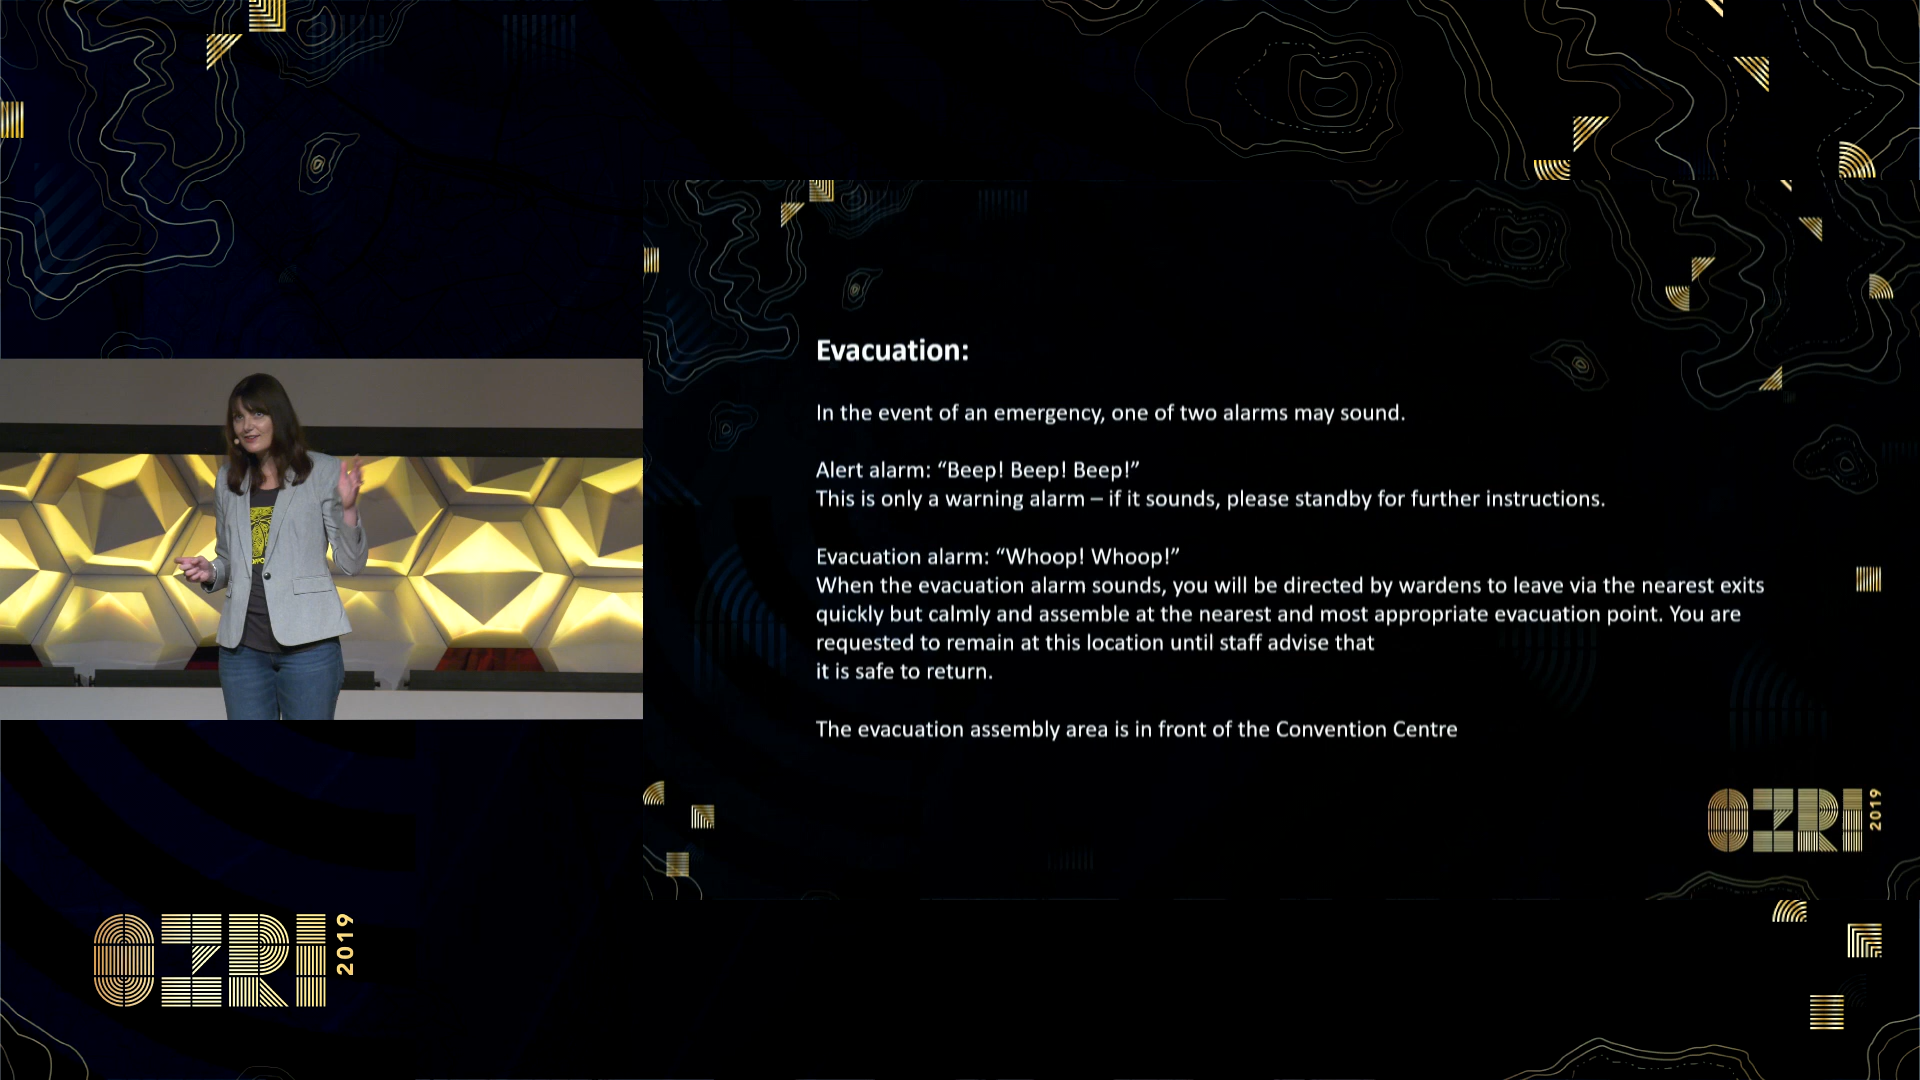 Evacuation:
In the event of an emergency, one of two alarms may sound.
Alert alarm: “Beep! Beep! Beep!”
This is only a warning alarm – if it sounds, please standby for further instructions.
Evacuation alarm: “Whoop! Whoop!”
When the evacuation alarm sounds, you will be directed by wardens to leave via the nearest exits
quickly but calmly and assemble at the nearest and most appropriate evacuation point. You are
requested to remain at this location until staff advise that
it is safe to return.
The evacuation assembly area is in front of the Convention Centre
OZRI 2019
OZRI 2019